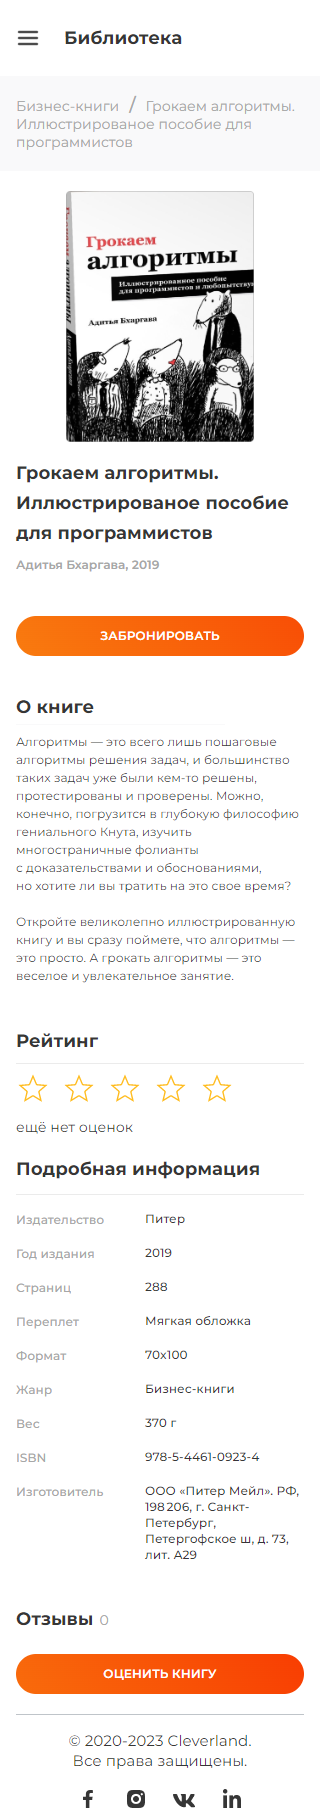 Библиотека
Бизнес-книги / Грокаем алгоритмы.
Иллюстрированое пособие для
программистов
Грокаем
алгоритмы
Иллюстрированное пособие
для программистов и любопытствующих
Адитья Бхаргава
Грокаем алгоритмы.
Иллюстрированое пособие
для программистов
Адитья Бхаргава, 2019
ЗАБРОНИРОВАТЬ
О книге
Алгоритмы — это всего лишь пошаговые
алгоритмы решения задач, и большинство
таких задач уже были кем-то решены,
протестированы и проверены. Можно,
конечно, погрузится в глубокую философию
гениального Кнута, изучить
многостраничные фолианты
с доказательствами и обоснованиями,
но хотите ли вы тратить на это свое время?
Откройте великолепно иллюстрированную
книгу и вы сразу поймете, что алгоритмы —
это просто. А грокать алгоритмы — это
веселое и увлекательное занятие.
Рейтинг
ещё нет оценок
Подробная информация
Издательство Питер
Год издания 2019
Страниц 288
Переплет Мягкая обложка
Формат 70x100
Жанр Бизнес-книги
Вес 370 г
ISBN 978-5-4461-0923-4
Изготовитель ООО «Питер Мейл». РФ,
198 206, г. Санкт-
Петербург,
Петергофское ш, д. 73,
лит. А29
Отзывы 0
ОЦЕНИТЬ КНИГУ
© 2020-2023 Cleverland.
Все права защищены.